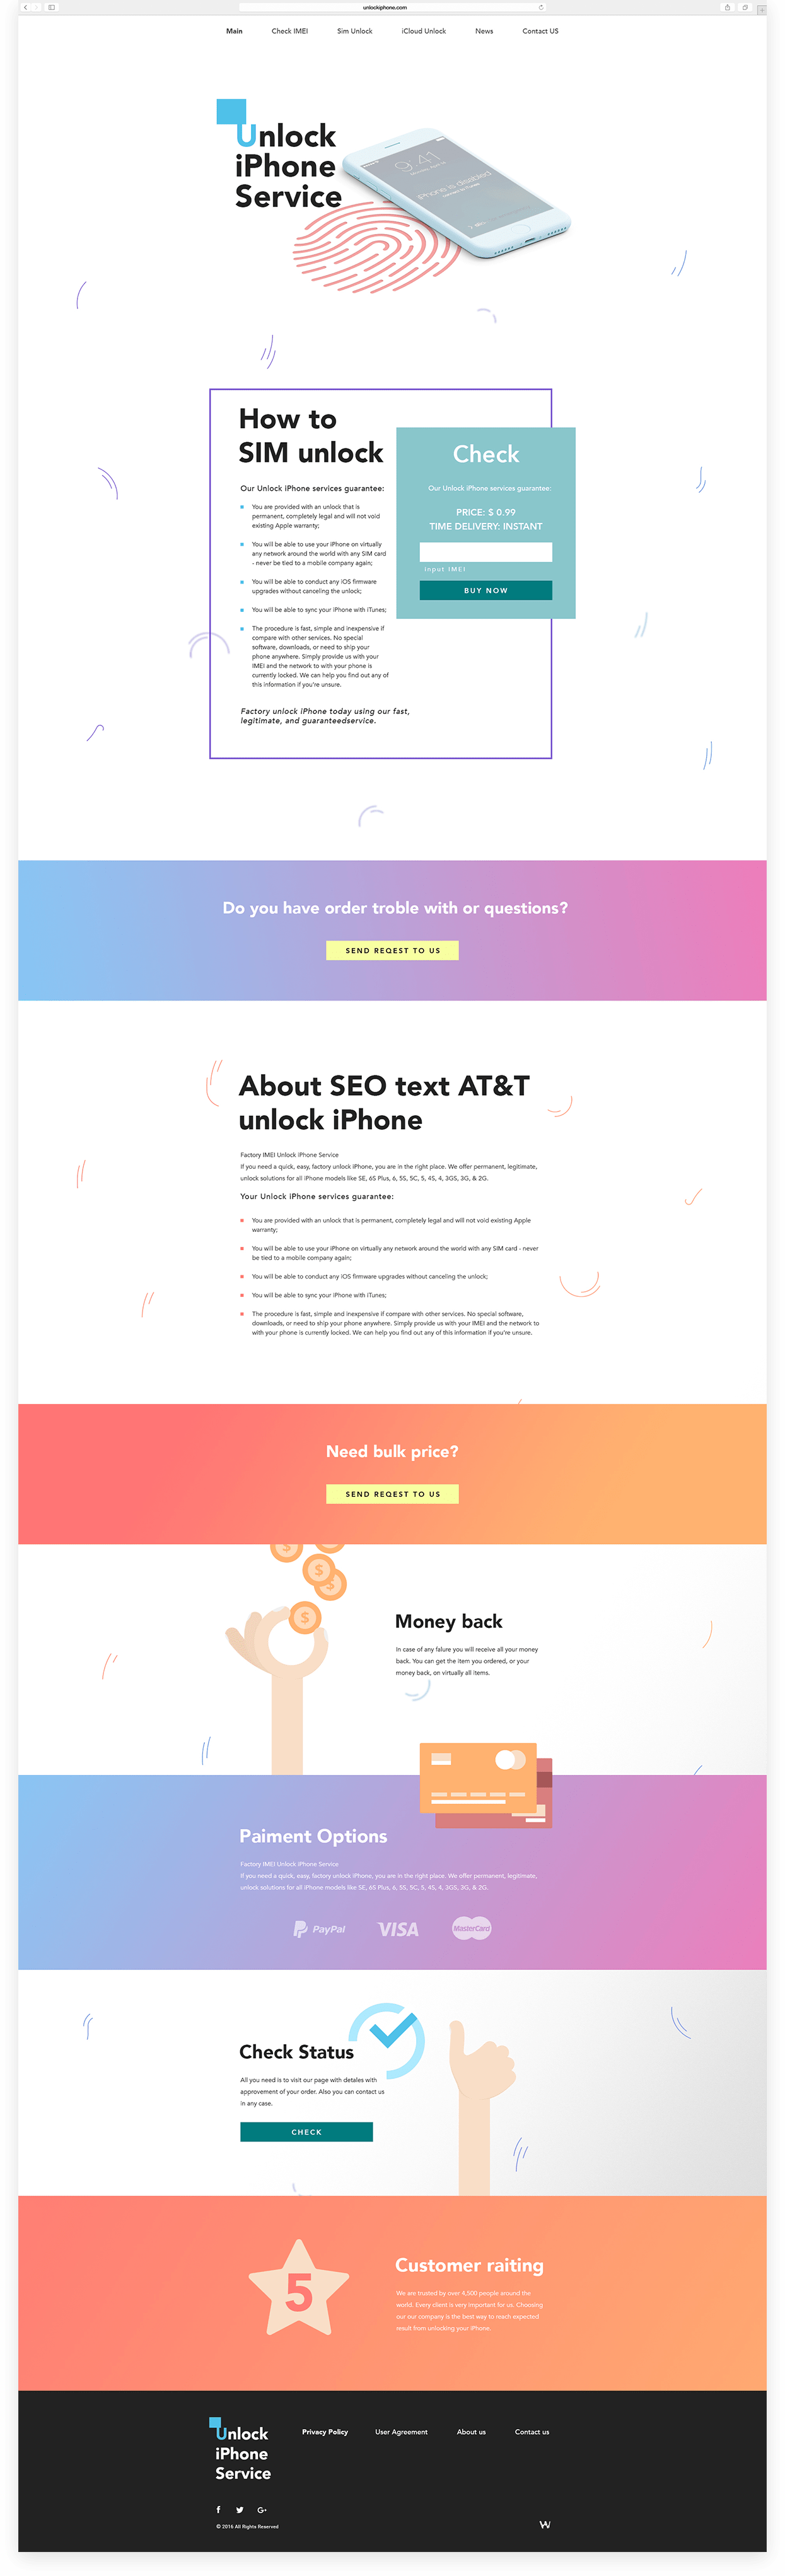 unlockiphone.com
Main Check IMEI Sim Unlock iCloud Unlock News Contact US
Unlock
iPhone
Service
9:41
iPhone is disabled
How to
SIM unlock
Our Unlock iPhone services guarantee:
You are provided with an unlock that is
permanent, completely legal and will not void
existing Apple warranty;
You will be able to use your iPhone on virtually
any network around the world with any SIM card
- never be tied to a mobile company again;
You will be able to conduct any iOS firmware
upgrades without canceling the unlock;
You will be able to sync your iPhone with iTunes;
The procedure is fast, simple and inexpensive if
compare with other services. No special
software, downloads, or need to ship your
phone anywhere. Simply provide us with your
IMEI and the network to with your phone is
currently locked. We can help you find out any of
this information if you're unsure.
Factory unlock iPhone today using our fast,
legitimate, and guaranteedservice.
Check
Our Unlock iPhone services guarantee:
PRICE: $ 0.99
TIME DELIVERY: INSTANT
input IMEI
BUY NOW
Do you have order troble with or questions?
SEND REQEST TO US
About SEO text AT&T
unlock iPhone
Factory IMEI Unlock iPhone Service
If you need a quick, easy, factory unlock iPhone, you are in the right place. We offer permanent, legitimate,
unlock solutions for all iPhone models like SE, 6S Plus, 6, 5S, 5C, 5, 4S, 4, 3GS, 3G, & 2G.
Your Unlock iPhone services guarantee:
You are provided with an unlock that is permanent, completely legal and will not void existing Apple
warranty;
You will be able to use your iPhone on virtually any network around the world with any SIM card - never
be tied to a mobile company again;
You will be able to conduct any iOS firmware upgrades without canceling the unlock;
You will be able to sync your iPhone with iTunes;
The procedure is fast, simple and inexpensive if compare with other services. No special software,
downloads, or need to ship your phone anywhere. Simply provide us with your IMEI and the network to
with your phone is currently locked. We can help you find out any of this information if you're unsure.
Need bulk price?
SEND REQEST TO US
$
$
$
$
Money back
In case of any falure you will receive all your money
back. You can get the item you ordered, or your
money back, on virtually all items.
Paiment Options
Factory IMEI Unlock iPhone Service
If you need a quick, easy, factory unlock iPhone, you are in the right place. We offer permanent, legitimate,
unlock solutions for all iPhone models like SE, 6S Plus, 6, 5S, 5C, 5, 4S, 4, 3GS, 3G, & 2G.
PayPal VISA MasterCard
Check Status
All you need is to visit our page with detales with
approvement of your order. Also you can contact us
in any case.
CHECK
5
Customer raiting
We are trusted by over 4,500 people around the
world. Every client is very important for us. Choosing
our our company is the best way to reach expected
result from unlocking your iPhone.
Unlock
iPhone
Service
Privacy Policy User Agreement About us Contact us
© 2016 All Rights Reserved